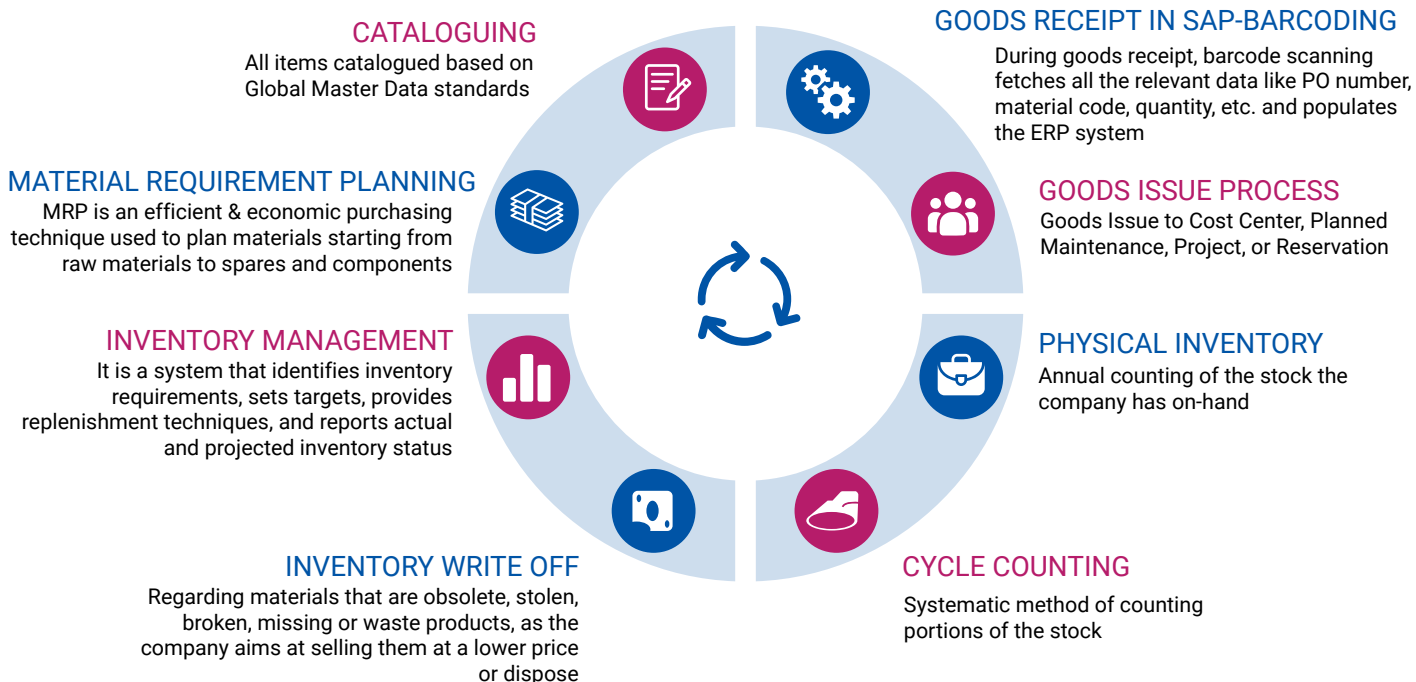 CATALOGUING
All items catalogued based on
Global Master Data standards
MATERIAL REQUIREMENT PLANNING
MRP is an efficient & economic purchasing
technique used to plan materials starting from
raw materials to spares and components
INVENTORY MANAGEMENT
It is a system that identifies inventory
requirements, sets targets, provides
replenishment techniques, and reports actual
and projected inventory status
INVENTORY WRITE OFF
Regarding materials that are obsolete, stolen,
broken, missing or waste products, as the
company aims at selling them at a lower price
or dispose
GOODS RECEIPT IN SAP-BARCODING
During goods receipt, barcode scanning
fetches all the relevant data like PO number,
material code, quantity, etc. and populates
the ERP system
GOODS ISSUE PROCESS
Goods Issue to Cost Center, Planned
Maintenance, Project, or Reservation
PHYSICAL INVENTORY
Annual counting of the stock the
company has on-hand
CYCLE COUNTING
Systematic method of counting
portions of the stock